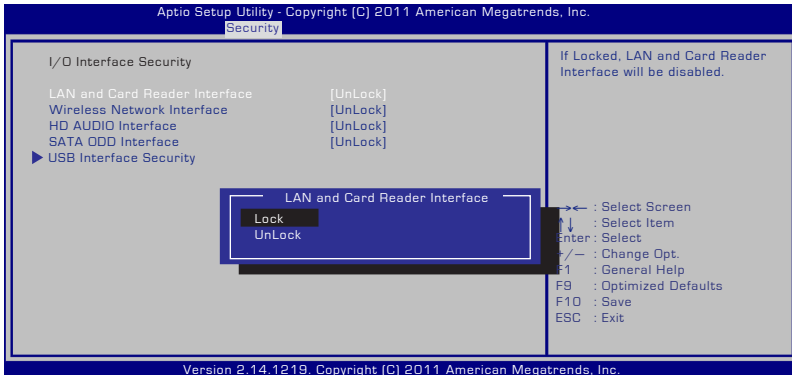 Aptio Setup Utility - Copyright (C) 2011 American Megatrends, Inc.
Security
I/O Interface Security
LAN and Card Reader Interface [UnLock]
Wireless Network Interface [UnLock]
HD AUDIO Interface [UnLock]
SATA ODD Interface [UnLock]
USB Interface Security
If Locked, LAN and Card Reader
Interface will be disabled.
LAN and Card Reader Interface
Lock
UnLock
→← : Select Screen
↑↓ : Select Item
Enter : Select
+/− : Change Opt.
F1 : General Help
F9 : Optimized Defaults
F10 : Save
ESC : Exit
Version 2.14.1219. Copyright (C) 2011 American Megatrends, Inc.